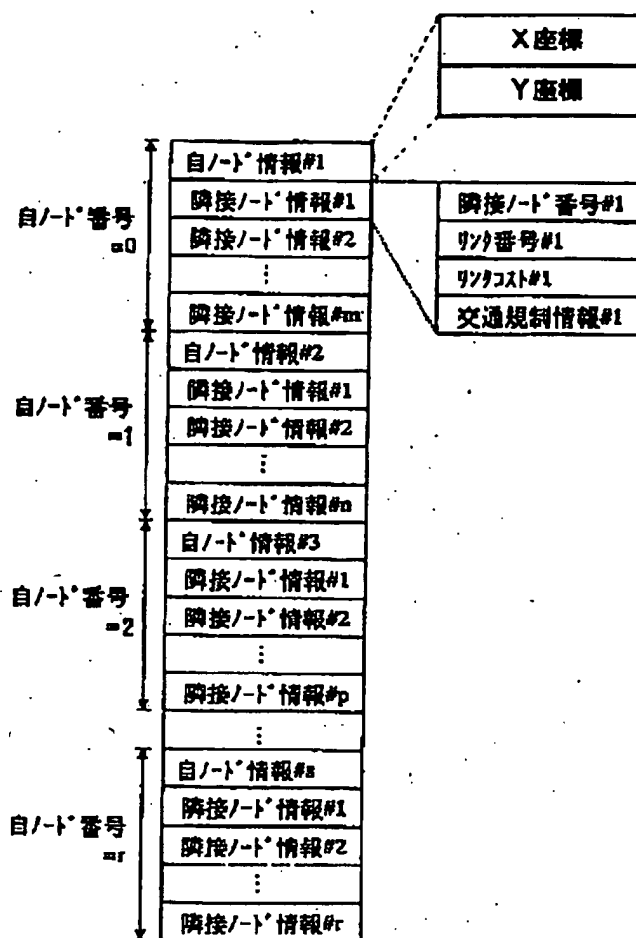 X座標
Y座標
自ノード情報#1
隣接ノード情報#1
隣接ノード情報#2
⋮
隣接ノード情報#m
自ノード番号
=0
隣接ノード番号#1
リンク番号#1
リンクコスト#1
交通規制情報#1
自ノード情報#2
隣接ノード情報#1
隣接ノード情報#2
⋮
隣接ノード情報#n
自ノード番号
=1
自ノード情報#3
隣接ノード情報#1
隣接ノード情報#2
⋮
隣接ノード情報#p
自ノード番号
=2
⋮
自ノード情報#s
隣接ノード情報#1
隣接ノード情報#2
⋮
隣接ノード情報#r
自ノード番号
=r